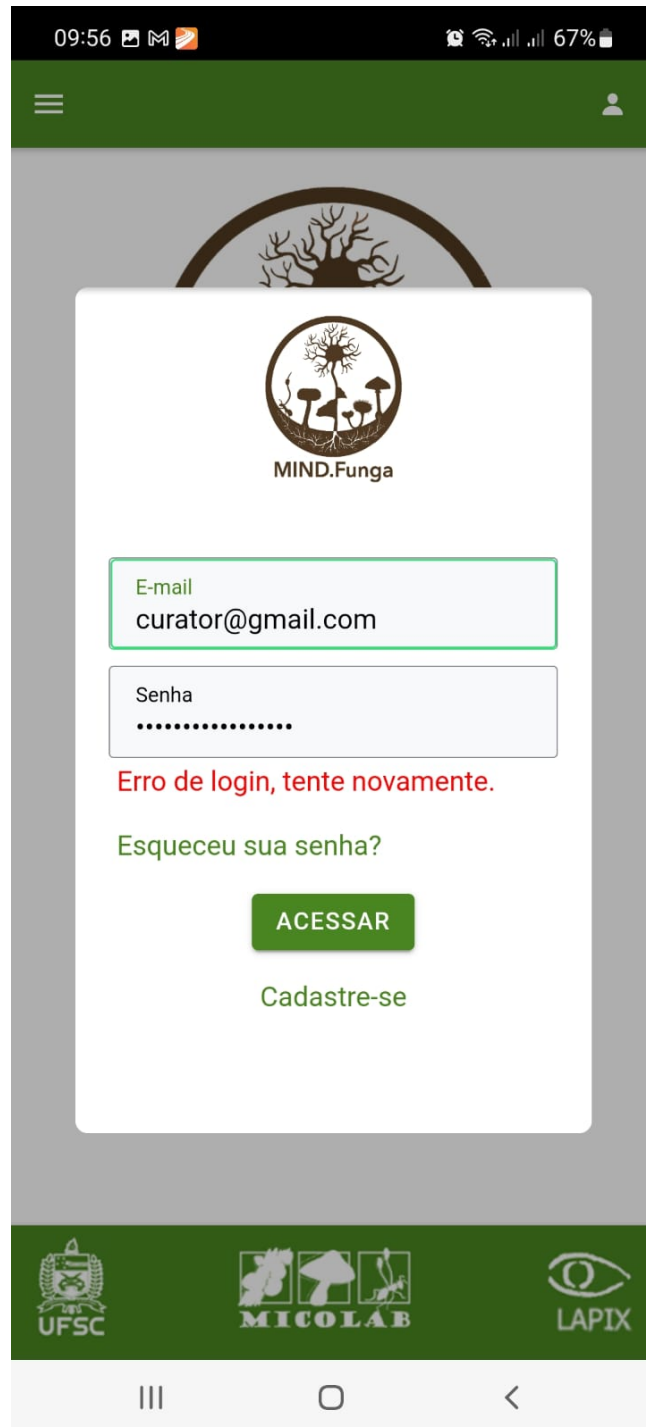 09:56
67%
MIND.Funga
E-mail
curator@gmail.com
Senha
•••••••••••••••••
Erro de login, tente novamente.
Esqueceu sua senha?
ACESSAR
Cadastre-se
UFSC
MICOLAB
LAPIX